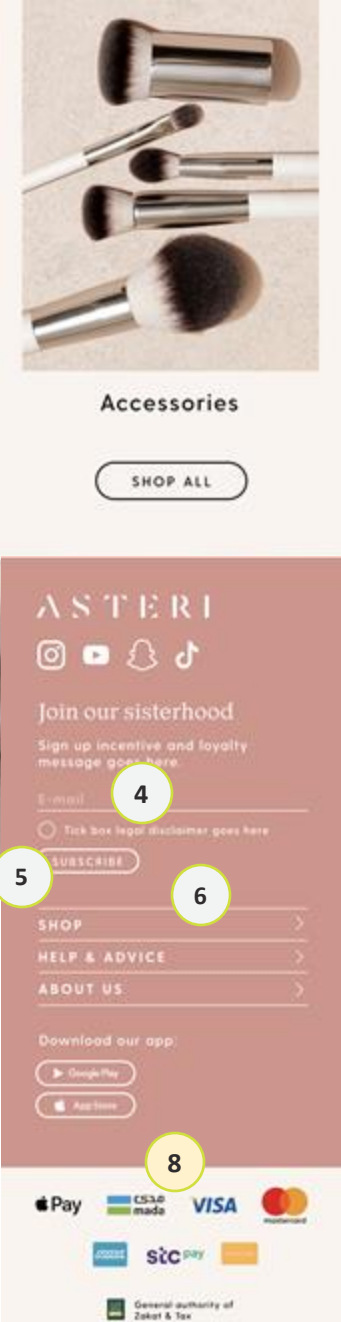 Accessories
SHOP ALL
ASTERI
Join our sisterhood
Sign up incentive and loyalty
message goes here.
E-mail
4
Tick box legal disclaimer goes here
SUBSCRIBE
5
6
SHOP
HELP & ADVICE
ABOUT US
Download our app:
Google Play
App Store
8
Pay
mada
VISA
mastercard
stc pay
General authority of
Zakat & Tax